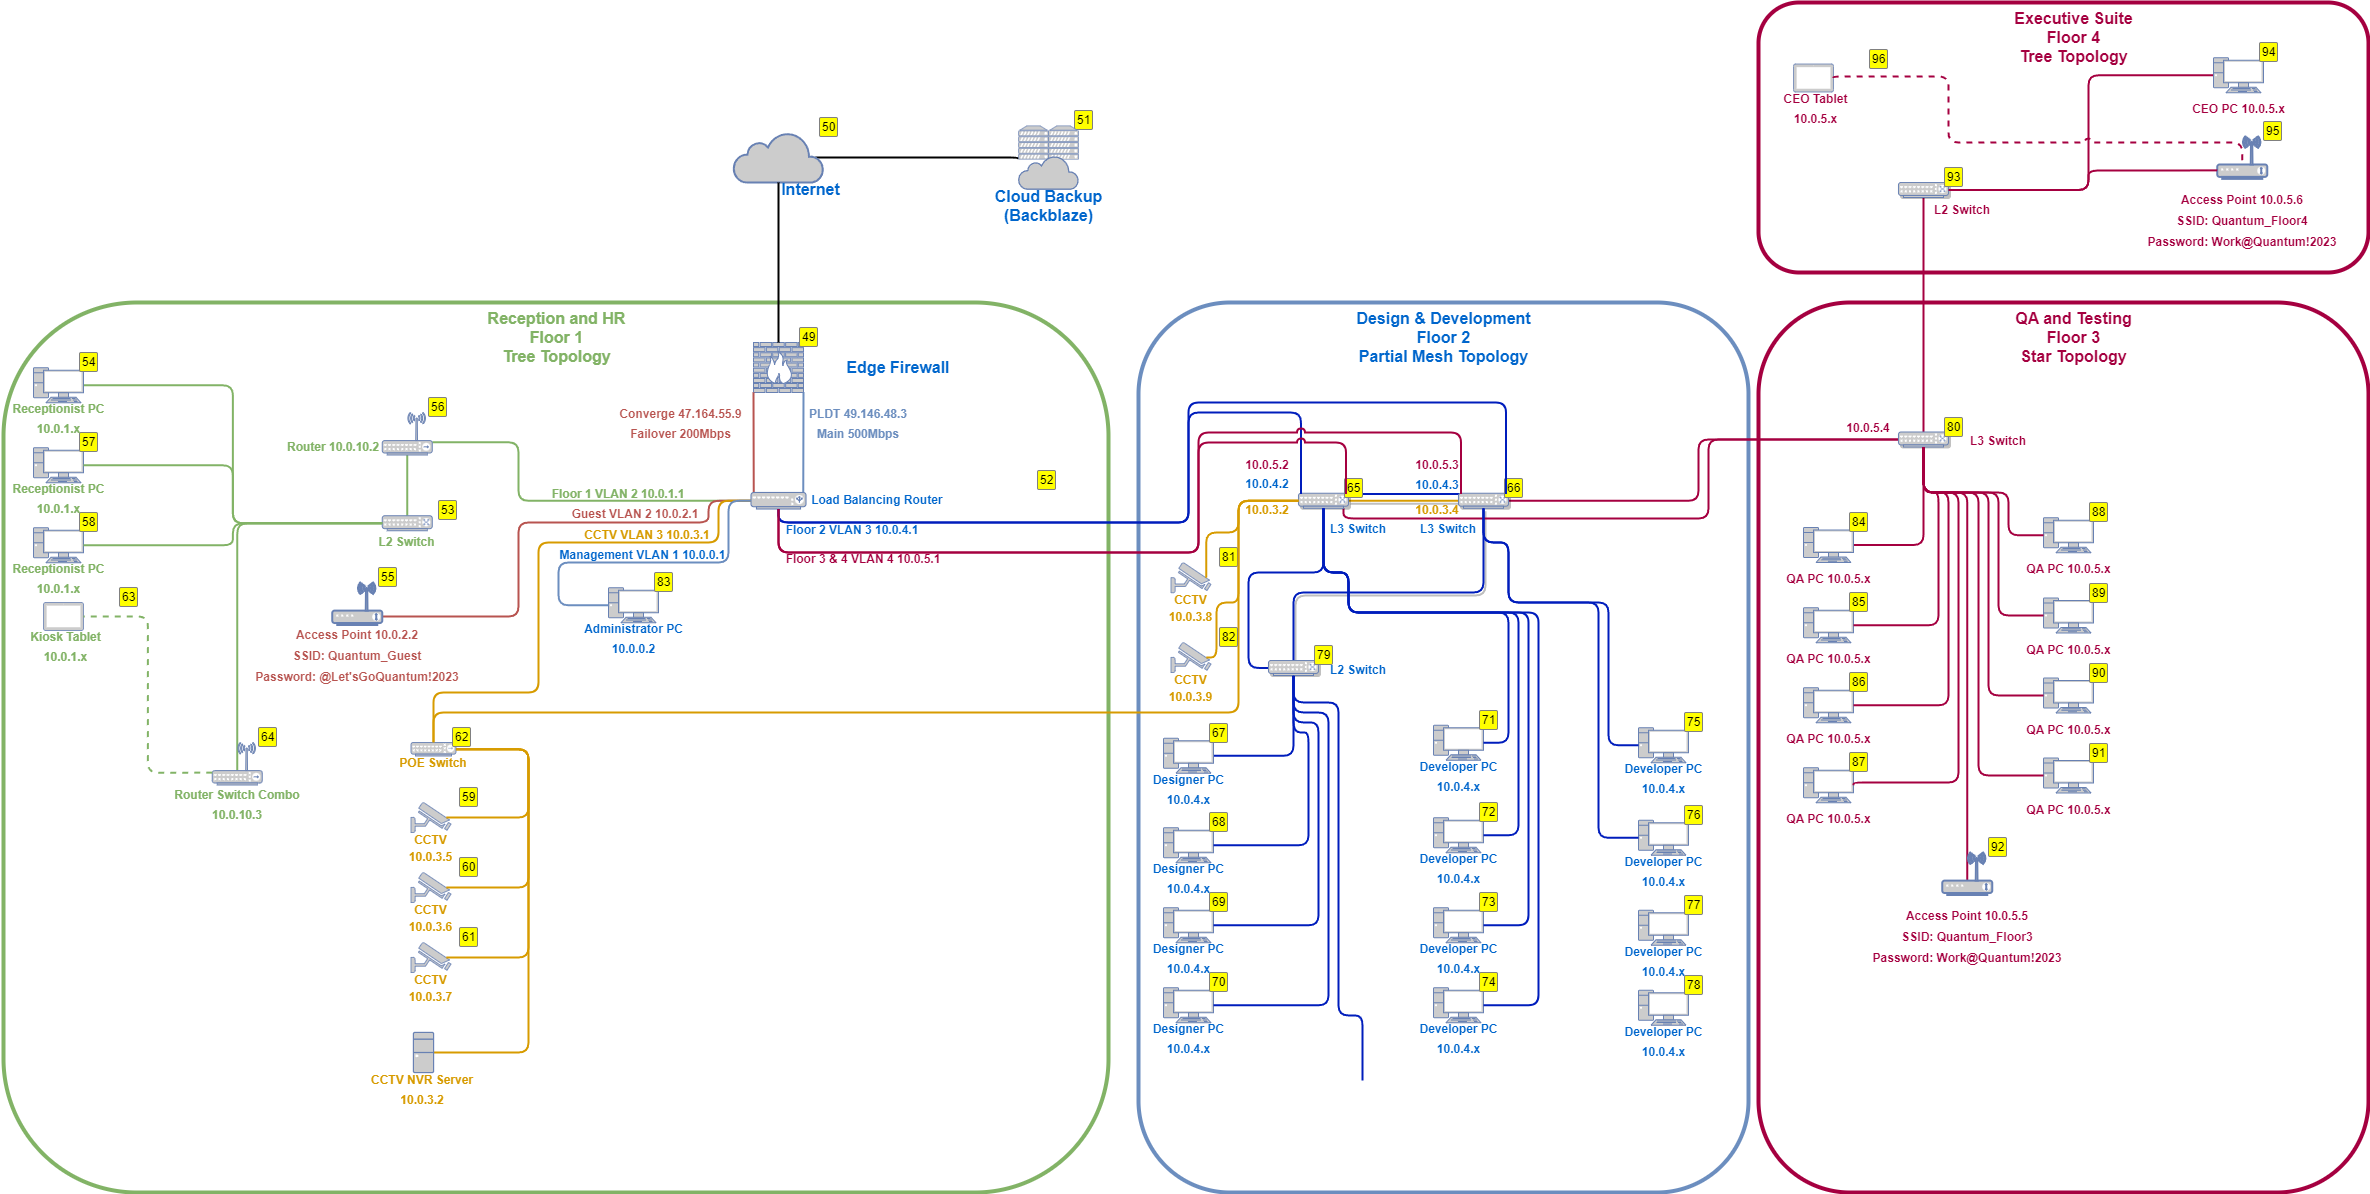 Executive Suite
Floor 4
Tree Topology
96
94
CEO Tablet
10.0.5.x
CEO PC 10.0.5.x
95
93
L2 Switch
Access Point 10.0.5.6
SSID: Quantum_Floor4
Password: Work@Quantum!2023
50
51
Internet
Cloud Backup
(Backblaze)
Reception and HR
Floor 1
Tree Topology
49
Edge Firewall
Converge 47.164.55.9
Failover 200Mbps
PLDT 49.146.48.3
Main 500Mbps
52
54
Receptionist PC
10.0.1.x
57
Receptionist PC
10.0.1.x
58
Receptionist PC
10.0.1.x
56
Router 10.0.10.2
53
L2 Switch
Floor 1 VLAN 2 10.0.1.1
Guest VLAN 2 10.0.2.1
CCTV VLAN 3 10.0.3.1
Management VLAN 1 10.0.0.1
Load Balancing Router
Floor 2 VLAN 3 10.0.4.1
Floor 3 & 4 VLAN 4 10.0.5.1
63
Kiosk Tablet
10.0.1.x
55
Access Point 10.0.2.2
SSID: Quantum_Guest
Password: @Let'sGoQuantum!2023
83
Administrator PC
10.0.0.2
64
Router Switch Combo
10.0.10.3
62
POE Switch
59
CCTV
10.0.3.5
60
CCTV
10.0.3.6
61
CCTV
10.0.3.7
CCTV NVR Server
10.0.3.2
Design & Development
Floor 2
Partial Mesh Topology
10.0.5.2
10.0.4.2
10.0.3.2
65
L3 Switch
10.0.5.3
10.0.4.3
10.0.3.4
66
L3 Switch
81
CCTV
10.0.3.8
82
CCTV
10.0.3.9
79
L2 Switch
67
Designer PC
10.0.4.x
68
Designer PC
10.0.4.x
69
Designer PC
10.0.4.x
70
Designer PC
10.0.4.x
71
Developer PC
10.0.4.x
72
Developer PC
10.0.4.x
73
Developer PC
10.0.4.x
74
Developer PC
10.0.4.x
75
Developer PC
10.0.4.x
76
Developer PC
10.0.4.x
77
Developer PC
10.0.4.x
78
Developer PC
10.0.4.x
QA and Testing
Floor 3
Star Topology
10.0.5.4
80
L3 Switch
84
QA PC 10.0.5.x
85
QA PC 10.0.5.x
86
QA PC 10.0.5.x
87
QA PC 10.0.5.x
88
QA PC 10.0.5.x
89
QA PC 10.0.5.x
90
QA PC 10.0.5.x
91
QA PC 10.0.5.x
92
Access Point 10.0.5.5
SSID: Quantum_Floor3
Password: Work@Quantum!2023